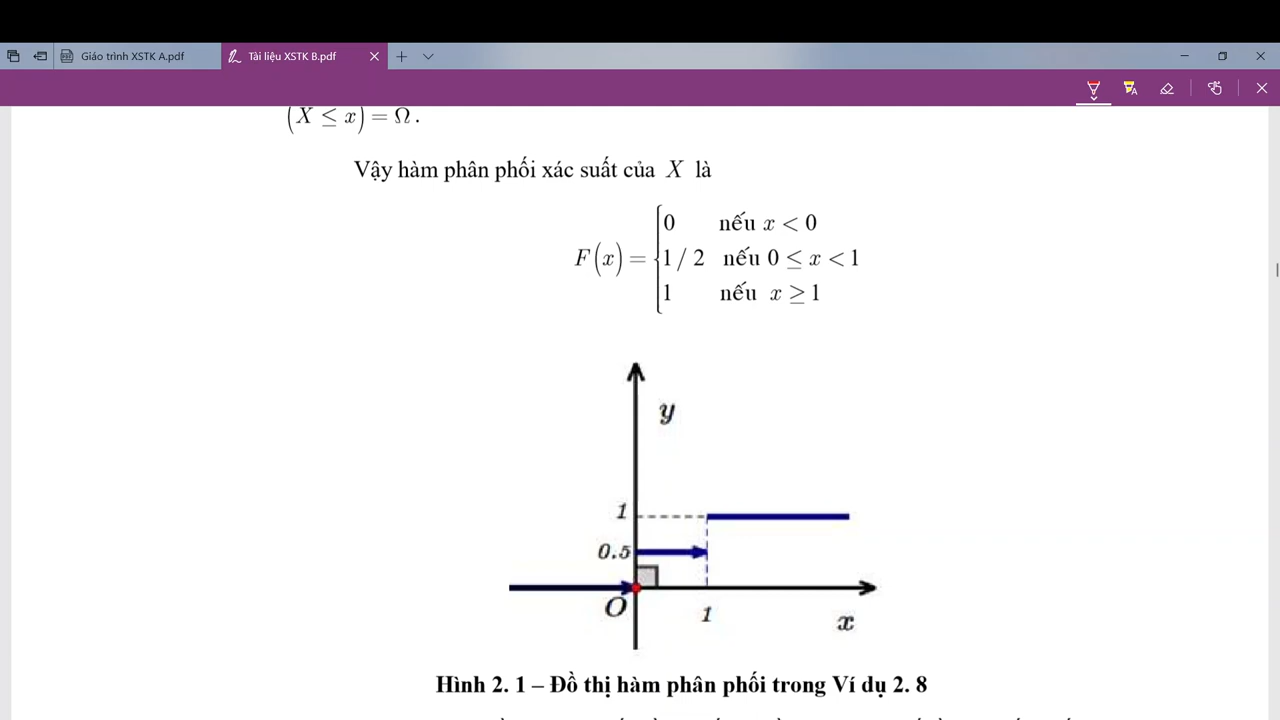 Giáo trình XSTK A.pdf
Tài liệu XSTK B.pdf
(X ≤ x) = Ω.
Vậy hàm phân phối xác suất của X là
0 nếu x < 0
F(x) = 1 / 2 nếu 0 ≤ x < 1
1 nếu x ≥ 1
y
1
0.5
O
1
x
Hình 2. 1 – Đồ thị hàm phân phối trong Ví dụ 2. 8